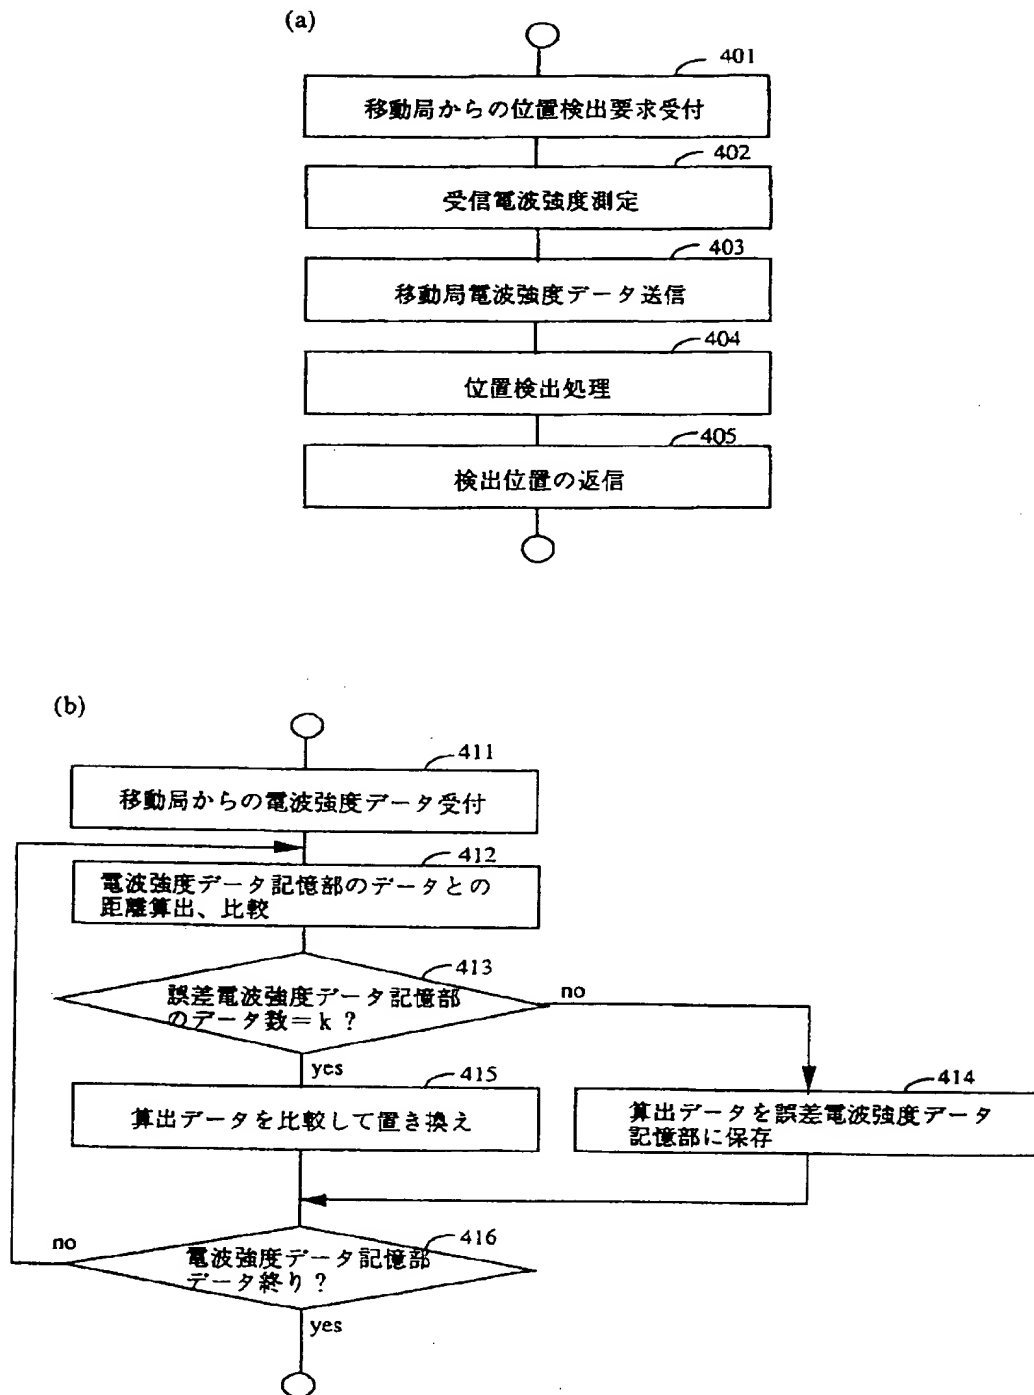 (a)
401
移動局からの位置検出要求受付
402
受信電波強度測定
403
移動局電波強度データ送信
404
位置検出処理
405
検出位置の返信
(b)
411
移動局からの電波強度データ受付
412
電波強度データ記憶部のデータとの
距離算出、比較
413
誤差電波強度データ記憶部
のデータ数=k?
no
yes
415
算出データを比較して置き換え
414
算出データを誤差電波強度データ
記憶部に保存
no
416
電波強度データ記憶部
データ終り?
yes